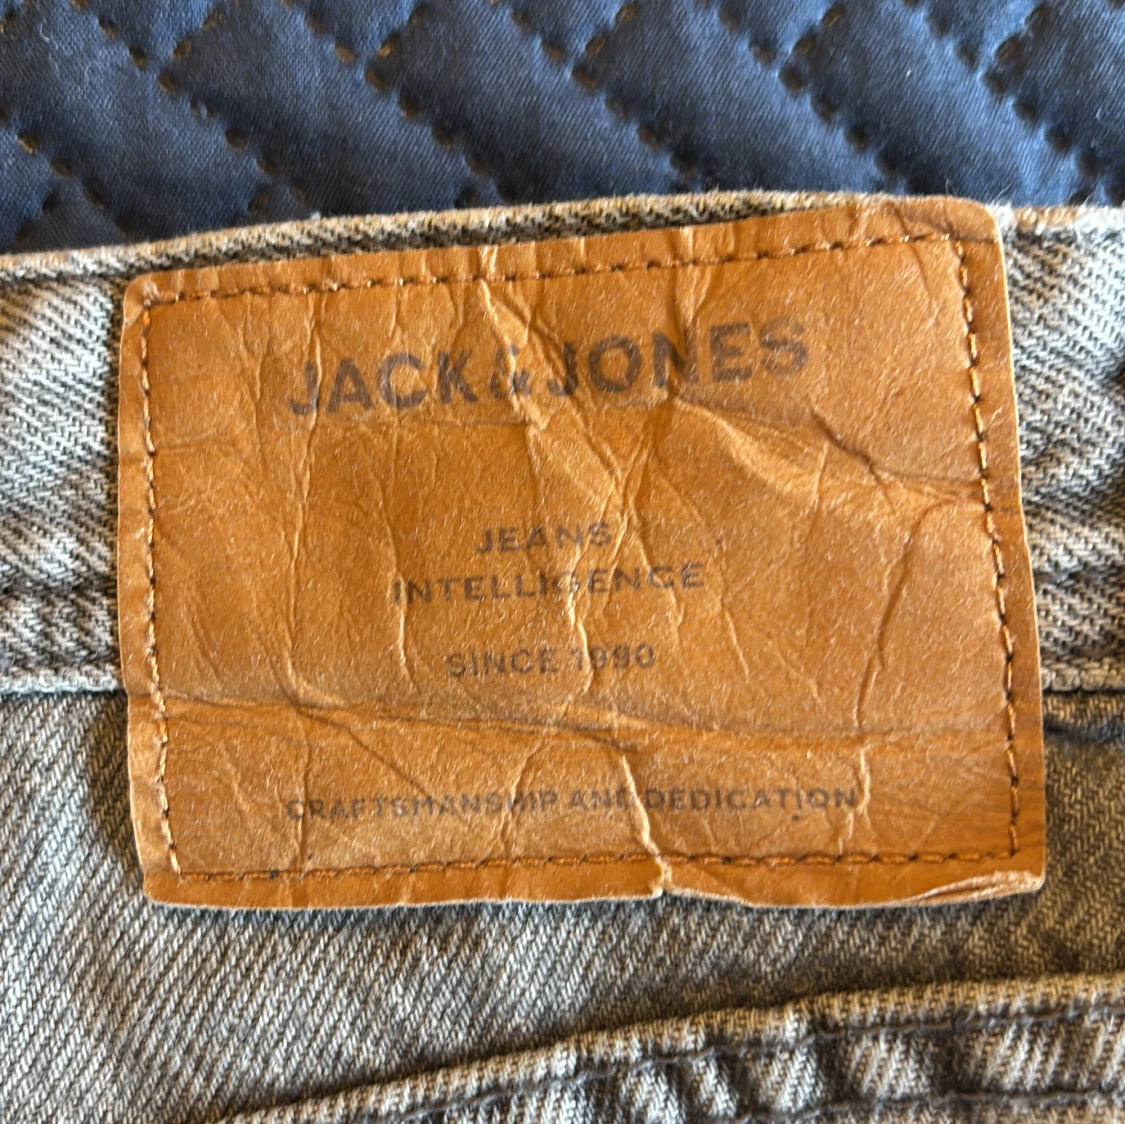 JACK & JONES
JEANS
INTELLIGENCE
SINCE 1990
CRAFTSMANSHIP AND DEDICATION